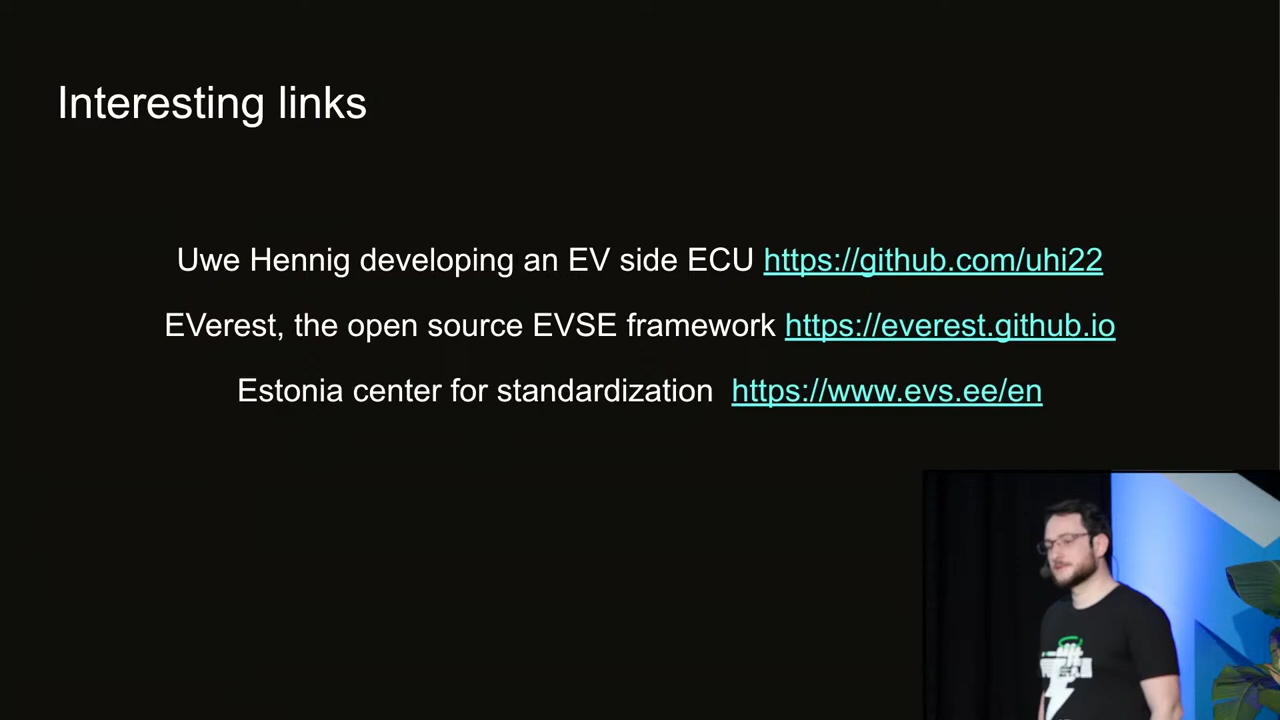 Interesting links
Uwe Hennig developing an EV side ECU https://github.com/uhi22
EVerest, the open source EVSE framework https://everest.github.io
Estonia center for standardization https://www.evs.ee/en